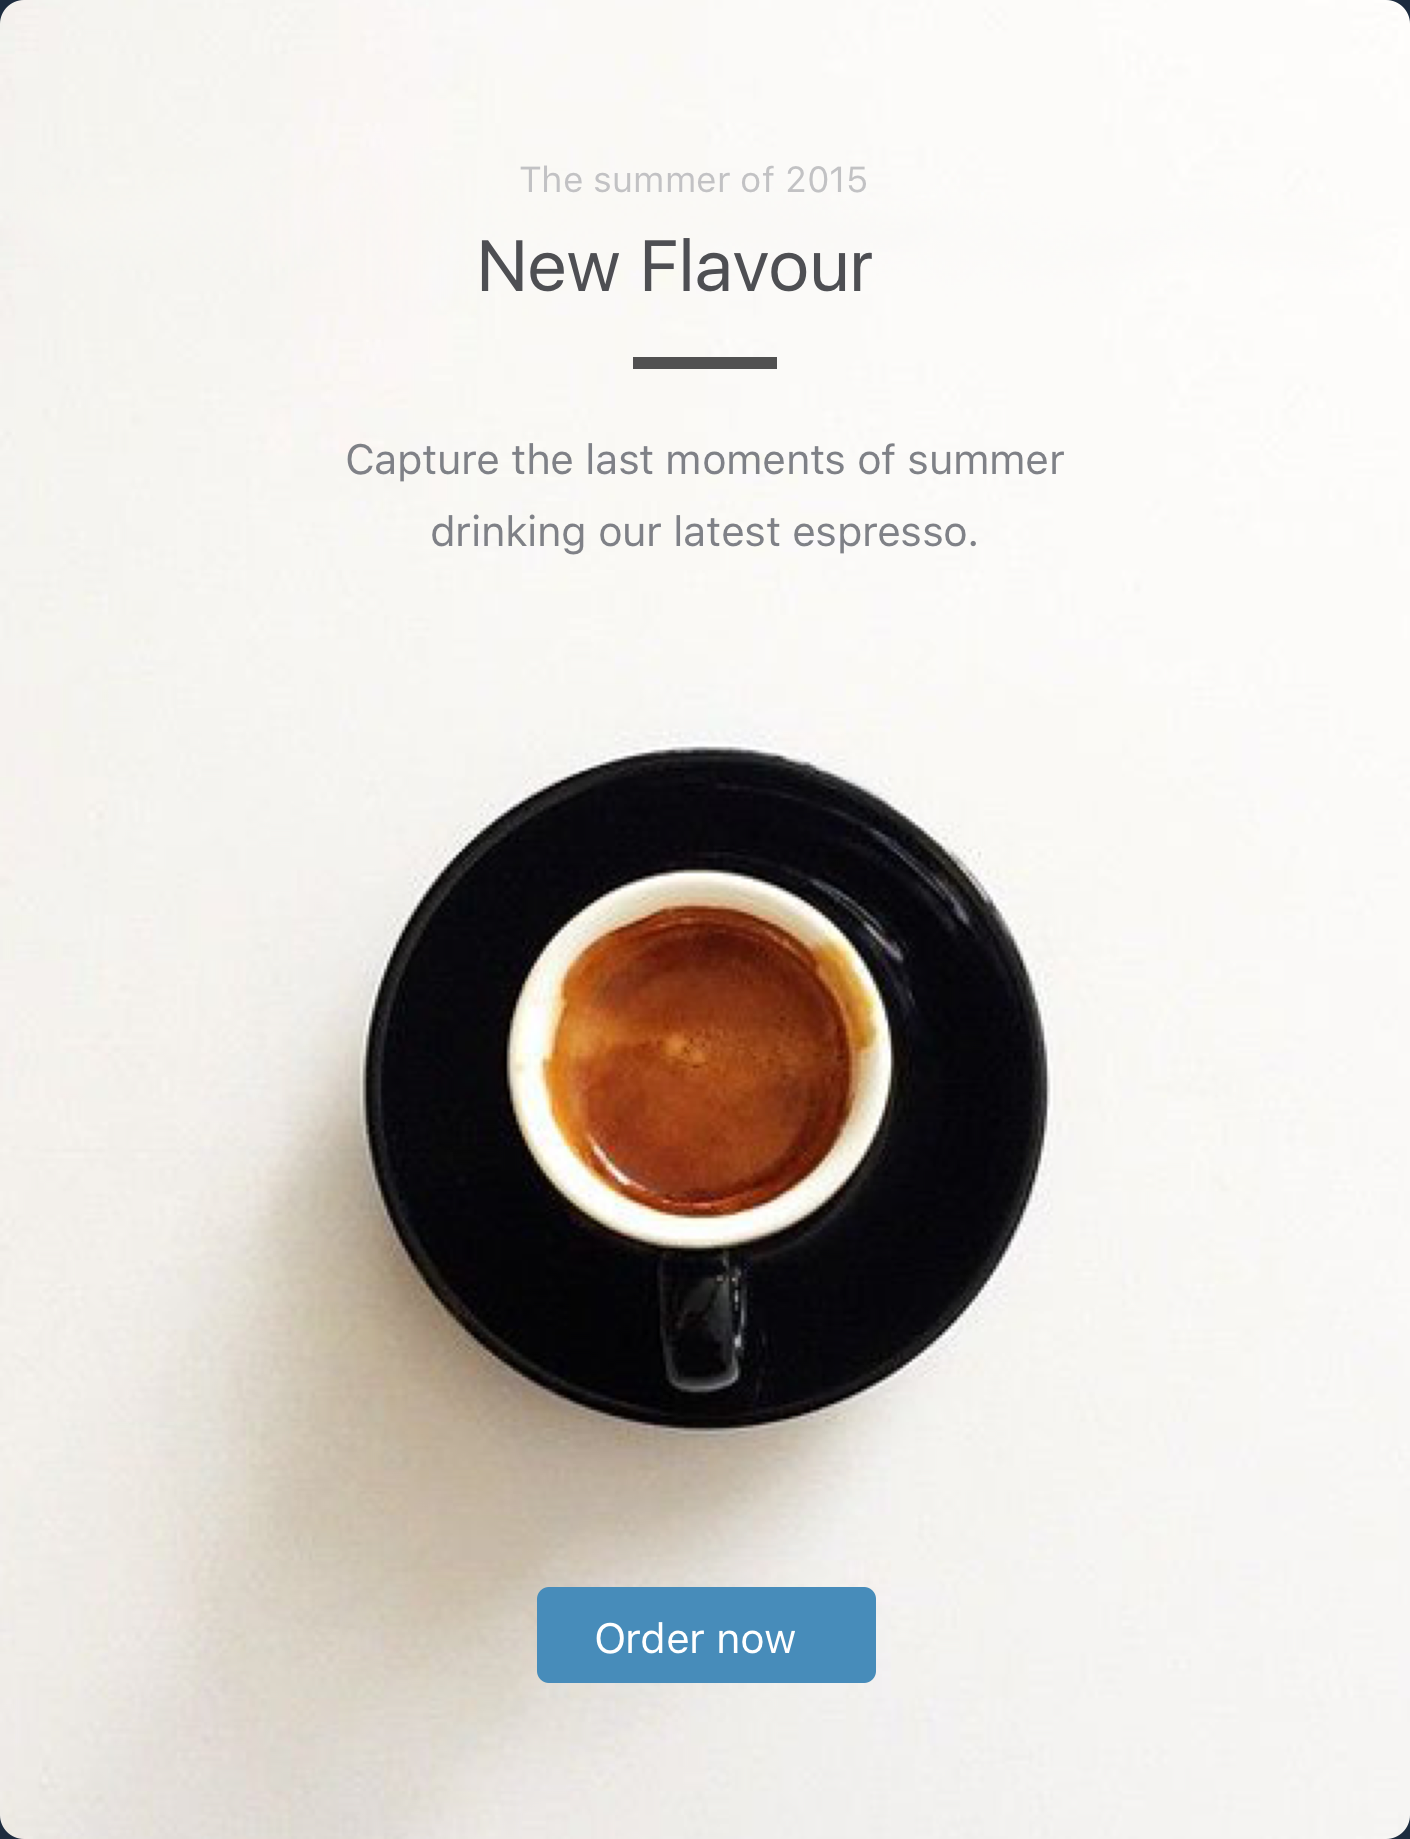 The summer of 2015
New Flavour
Capture the last moments of summer
drinking our latest espresso.
Order now